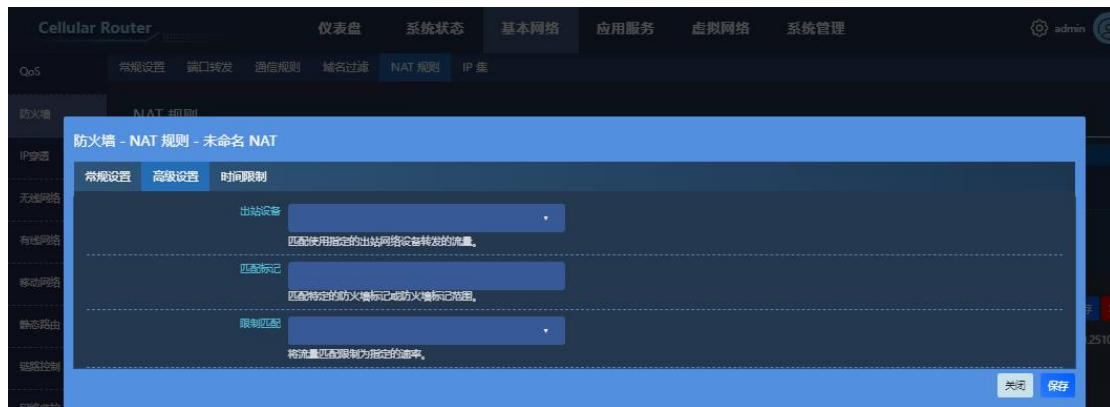 Cellular Router 仪表盘 系统状态 基本网络 应用服务 虚拟网络 系统管理 admin
QoS 常规设置 端口转发 通信规则 域名过滤 NAT 规则 IP 集
防火墙 NAT 规则
防火墙 - NAT 规则 - 未命名 NAT
IP穿透
常规设置 高级设置 时间限制
无线网络
出站设备
匹配使用指定的出站网络设备转发的流量。
有线网络
匹配标记
移动网络
匹配特定的防火墙标记或防火墙标记范围。
静态路由
限制匹配
将流量匹配限制为指定的速率。
链路控制
关闭 保存